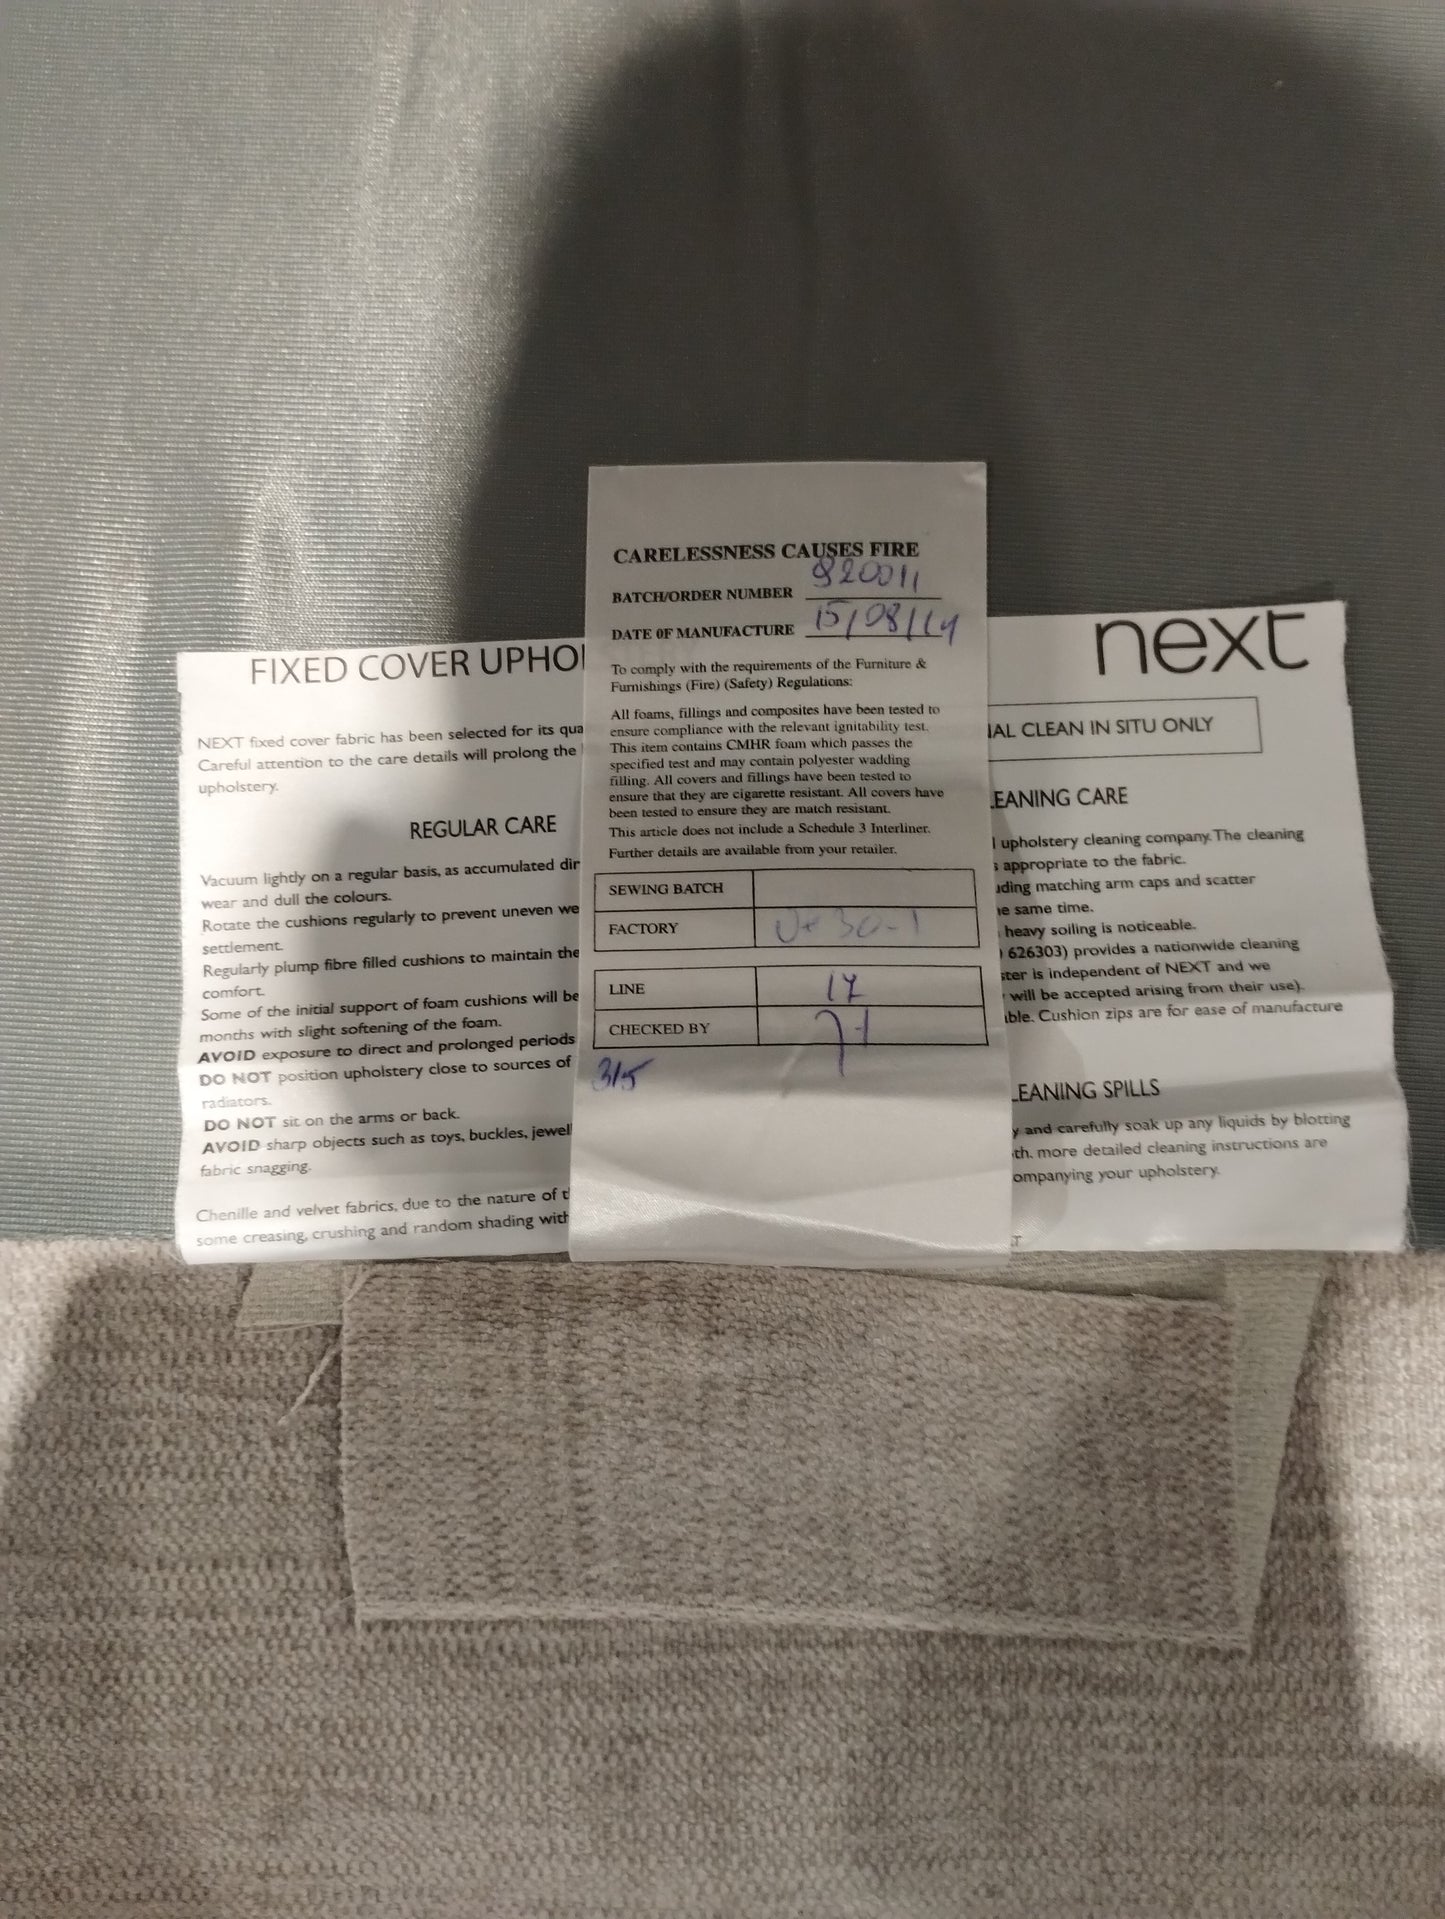 FIXED COVER UPHO
NEXT fixed cover fabric has been selected for its qua
Careful attention to the care details will prolong the
upholstery.
REGULAR CARE
Vacuum lightly on a regular basis, as accumulated dir
wear and dull the colours.
Rotate the cushions regularly to prevent uneven we
settlement.
Regularly plump fibre filled cushions to maintain the
comfort.
Some of the initial support of foam cushions will be
months with slight softening of the foam.
AVOID exposure to direct and prolonged periods
DO NOT position upholstery close to sources of
radiators.
DO NOT sit on the arms or back.
AVOID sharp objects such as toys, buckles, jewell
fabric snagging.
Chenille and velvet fabrics, due to the nature of t
some creasing, crushing and random shading with
CARELESSNESS CAUSES FIRE
BATCH/ORDER NUMBER 920011
DATE OF MANUFACTURE 15/08/14
To comply with the requirements of the Furniture &
Furnishings (Fire) (Safety) Regulations:
All foams, fillings and composites have been tested to
ensure compliance with the relevant ignitability test.
This item contains CMHR foam which passes the
specified test and may contain polyester wadding
filling. All covers and fillings have been tested to
ensure that they are cigarette resistant. All covers have
been tested to ensure they are match resistant.
This article does not include a Schedule 3 Interliner.
Further details are available from your retailer.
SEWING BATCH
FACTORY
LINE 17
CHECKED BY
315
next
AL CLEAN IN SITU ONLY
EANING CARE
l upholstery cleaning company. The cleaning
s appropriate to the fabric.
uding matching arm caps and scatter
e same time.
heavy soiling is noticeable.
626303) provides a nationwide cleaning
ster is independent of NEXT and we
will be accepted arising from their use).
ble. Cushion zips are for ease of manufacture
LEANING SPILLS
y and carefully soak up any liquids by blotting
th. more detailed cleaning instructions are
ompanying your upholstery.